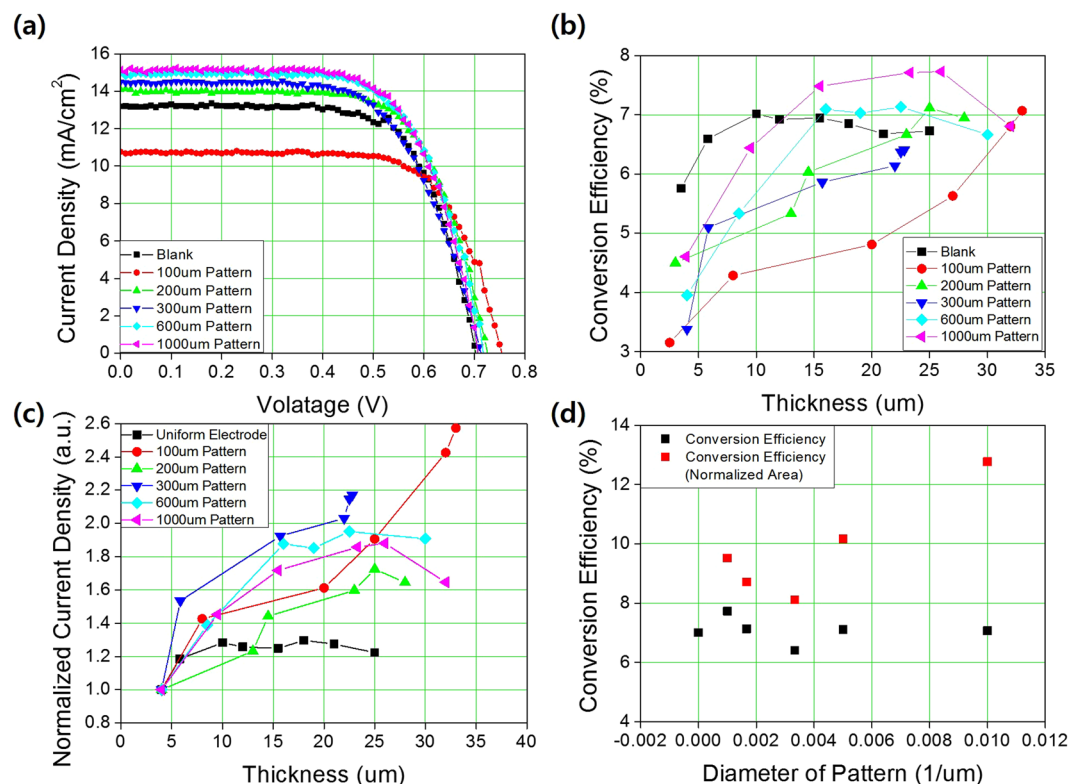 (a)
16
14
12
10
8
6
4
2
0
Current Density (mA/cm²)
Blank
100um Pattern
200um Pattern
300um Pattern
600um Pattern
1000um Pattern
0.0 0.1 0.2 0.3 0.4 0.5 0.6 0.7 0.8
Volatage (V)
(b)
8
7
6
5
4
3
Conversion Efficiency (%)
Blank
100um Pattern
200um Pattern
300um Pattern
600um Pattern
1000um Pattern
0 5 10 15 20 25 30 35
Thickness (um)
(c)
2.6
2.4
2.2
2.0
1.8
1.6
1.4
1.2
1.0
0.8
Normalized Current Density (a.u.)
Uniform Electrode
100um Pattern
200um Pattern
300um Pattern
600um Pattern
1000um Pattern
0 5 10 15 20 25 30 35 40
Thickness (um)
(d)
14
12
10
8
6
4
Conversion Efficiency (%)
Conversion Efficiency
Conversion Efficiency
(Normalized Area)
-0.002 0.000 0.002 0.004 0.006 0.008 0.010 0.012
Diameter of Pattern (1/um)